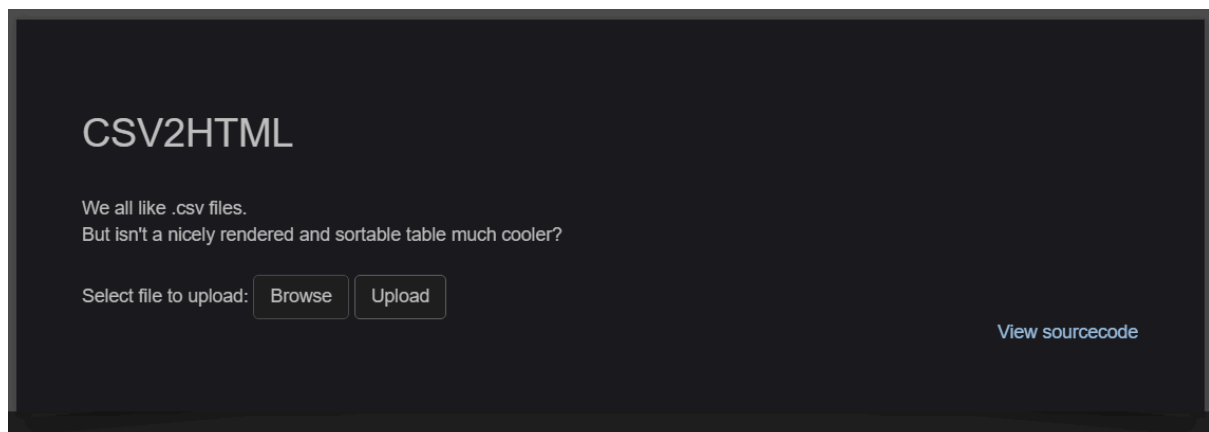 CSV2HTML
We all like .csv files.
But isn't a nicely rendered and sortable table much cooler?
Select file to upload: Browse Upload
View sourcecode